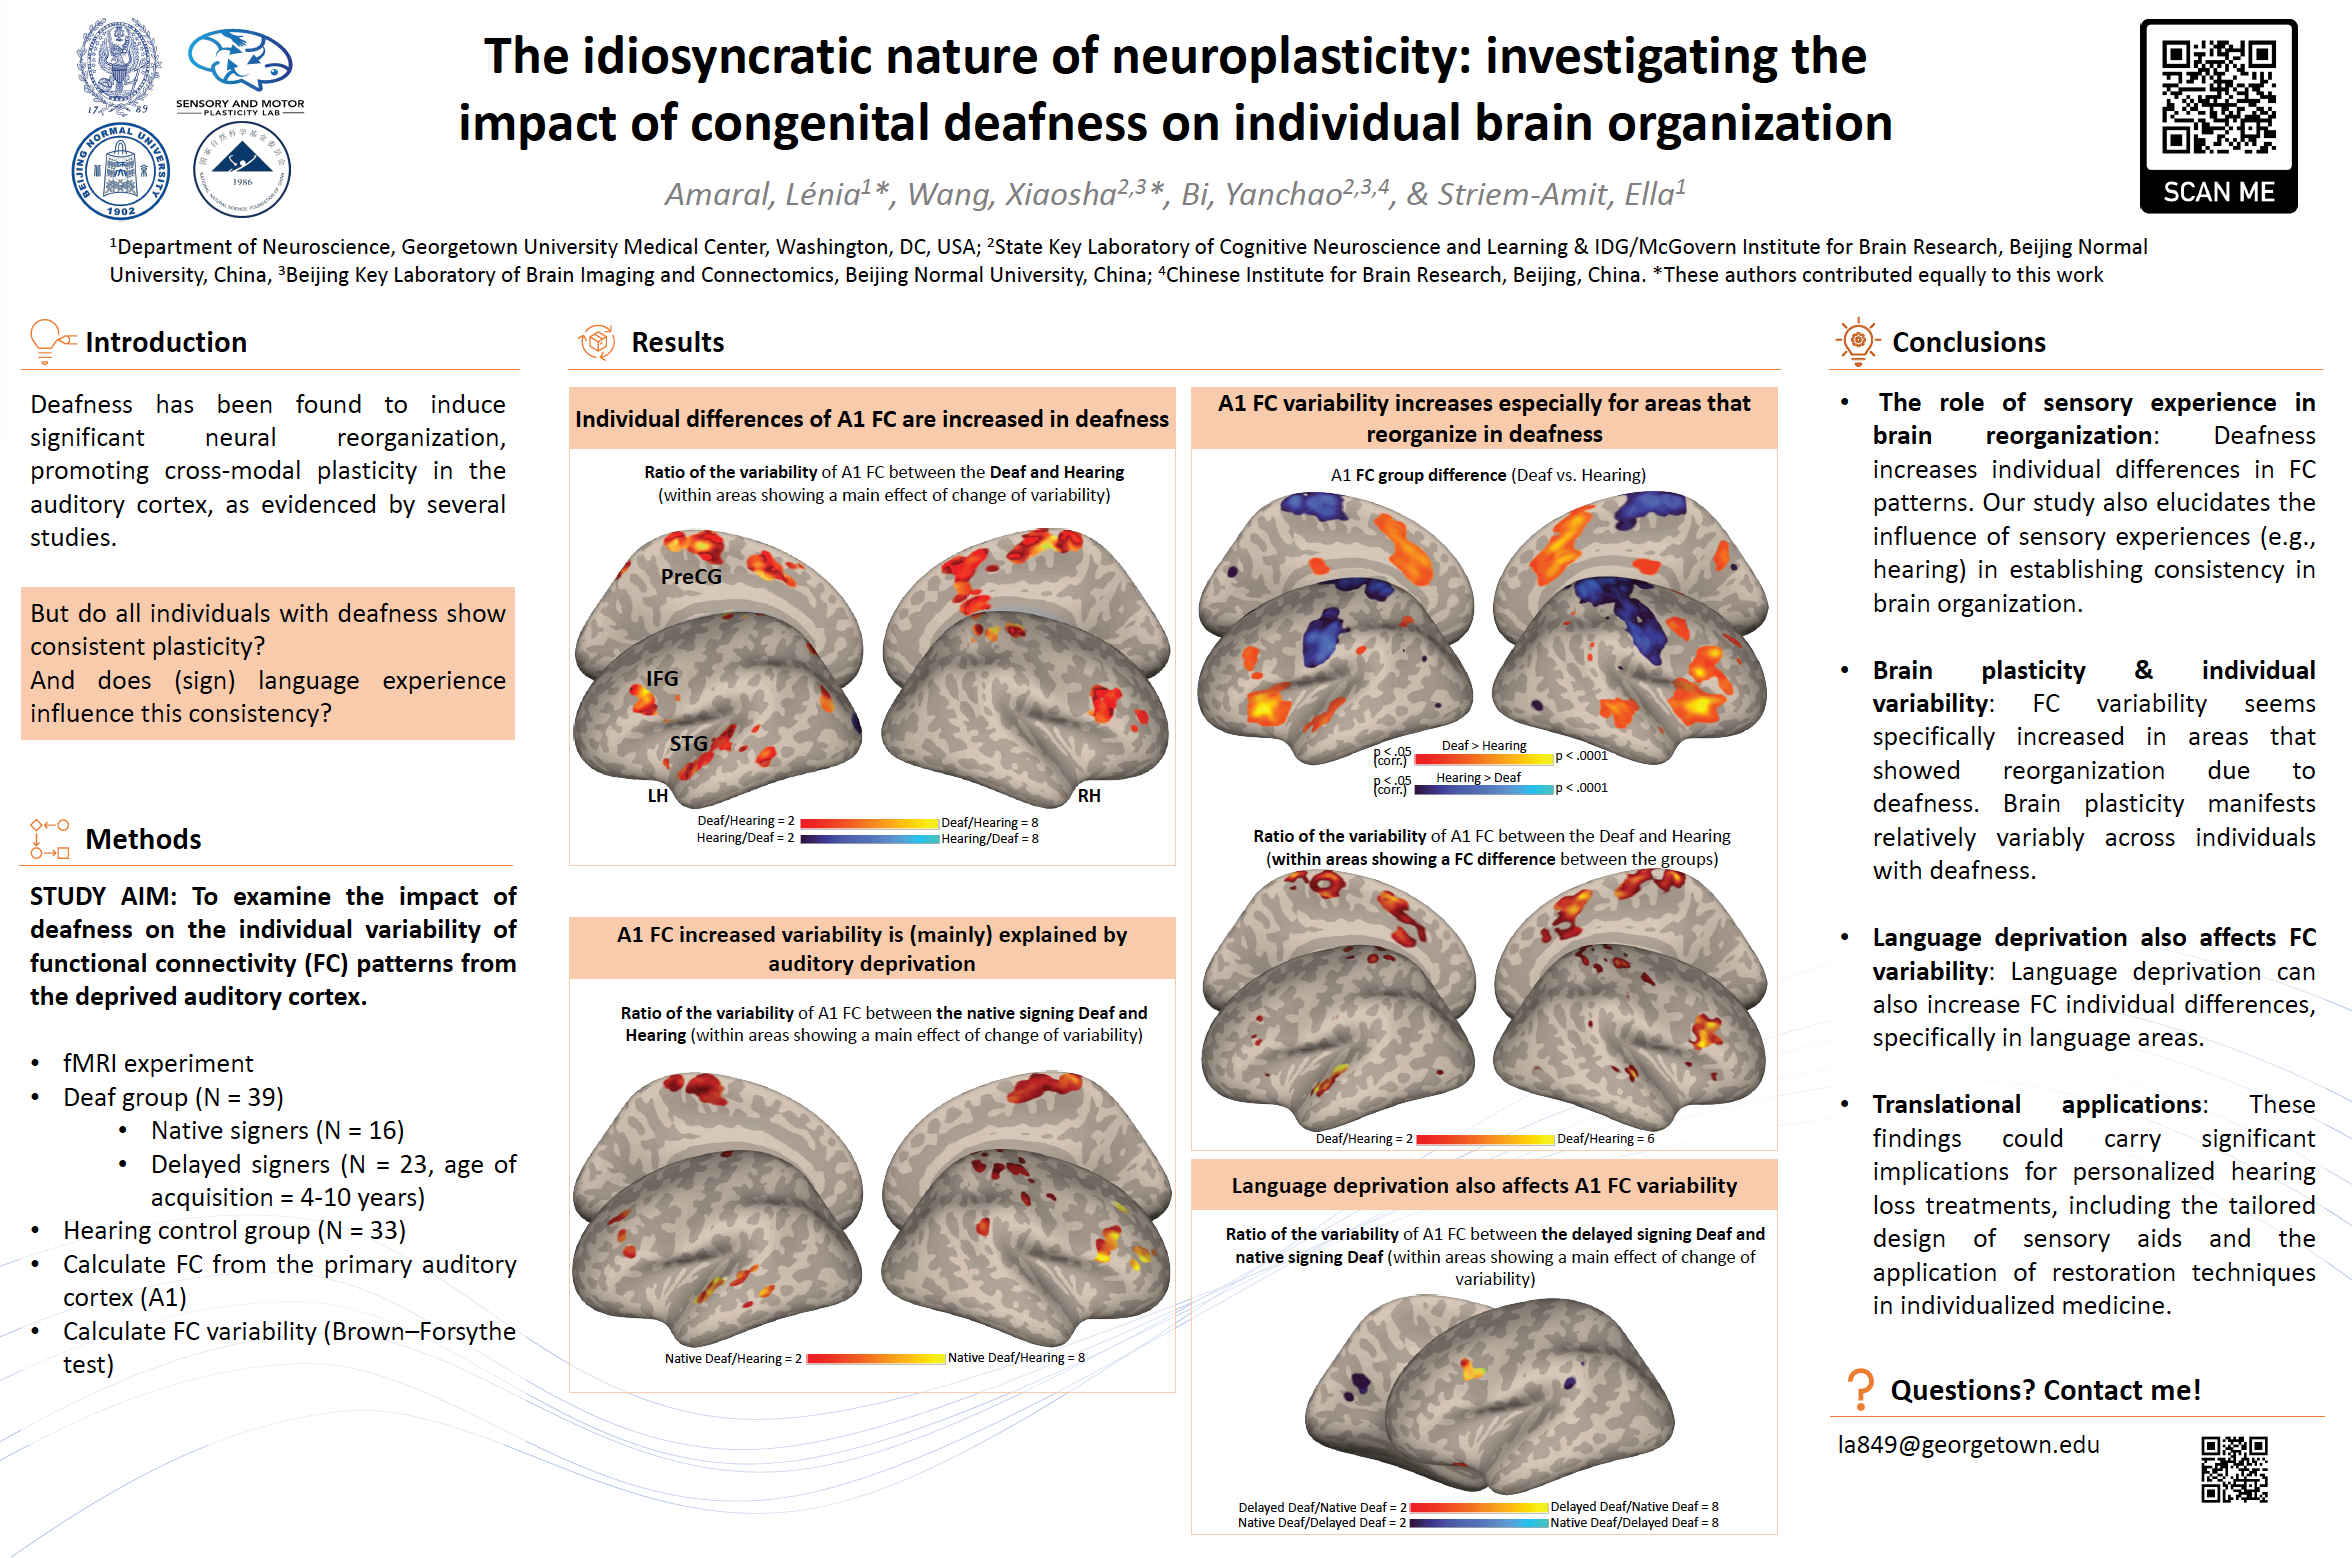 The idiosyncratic nature of neuroplasticity: investigating the
impact of congenital deafness on individual brain organization
Amaral, Lénia1*, Wang, Xiaosha2,3*, Bi, Yanchao2,3,4, & Striem-Amit, Ella1
1Department of Neuroscience, Georgetown University Medical Center, Washington, DC, USA; 2State Key Laboratory of Cognitive Neuroscience and Learning & IDG/McGovern Institute for Brain Research, Beijing Normal
University, China, 3Beijing Key Laboratory of Brain Imaging and Connectomics, Beijing Normal University, China; 4Chinese Institute for Brain Research, Beijing, China. *These authors contributed equally to this work
17 89
SENSORY AND MOTOR
PLASTICITY LAB
BEIJING NORMAL UNIVERSITY
1902
国家自然科学基金委员会
1986
NATIONAL NATURAL SCIENCE FOUNDATION OF CHINA
SCAN ME
Introduction
Deafness has been found to induce
significant neural reorganization,
promoting cross-modal plasticity in the
auditory cortex, as evidenced by several
studies.
But do all individuals with deafness show
consistent plasticity?
And does (sign) language experience
influence this consistency?
Methods
STUDY AIM: To examine the impact of
deafness on the individual variability of
functional connectivity (FC) patterns from
the deprived auditory cortex.
• fMRI experiment
• Deaf group (N = 39)
• Native signers (N = 16)
• Delayed signers (N = 23, age of
acquisition = 4-10 years)
• Hearing control group (N = 33)
• Calculate FC from the primary auditory
cortex (A1)
• Calculate FC variability (Brown–Forsythe
test)
Results
Individual differences of A1 FC are increased in deafness
Ratio of the variability of A1 FC between the Deaf and Hearing
(within areas showing a main effect of change of variability)
PreCG
IFG
STG
LH
RH
Deaf/Hearing = 2
Deaf/Hearing = 8
Hearing/Deaf = 2
Hearing/Deaf = 8
A1 FC increased variability is (mainly) explained by
auditory deprivation
Ratio of the variability of A1 FC between the native signing Deaf and
Hearing (within areas showing a main effect of change of variability)
Native Deaf/Hearing = 2
Native Deaf/Hearing = 8
A1 FC variability increases especially for areas that
reorganize in deafness
A1 FC group difference (Deaf vs. Hearing)
Deaf > Hearing
p < .05
(corr.)
p < .0001
Hearing > Deaf
p < .05
(corr.)
p < .0001
Ratio of the variability of A1 FC between the Deaf and Hearing
(within areas showing a FC difference between the groups)
Deaf/Hearing = 2
Deaf/Hearing = 6
Language deprivation also affects A1 FC variability
Ratio of the variability of A1 FC between the delayed signing Deaf and
native signing Deaf (within areas showing a main effect of change of
variability)
Delayed Deaf/Native Deaf = 2
Delayed Deaf/Native Deaf = 8
Native Deaf/Delayed Deaf = 2
Native Deaf/Delayed Deaf = 8
Conclusions
• The role of sensory experience in
brain reorganization: Deafness
increases individual differences in FC
patterns. Our study also elucidates the
influence of sensory experiences (e.g.,
hearing) in establishing consistency in
brain organization.
• Brain plasticity & individual
variability: FC variability seems
specifically increased in areas that
showed reorganization due to
deafness. Brain plasticity manifests
relatively variably across individuals
with deafness.
• Language deprivation also affects FC
variability: Language deprivation can
also increase FC individual differences,
specifically in language areas.
• Translational applications: These
findings could carry significant
implications for personalized hearing
loss treatments, including the tailored
design of sensory aids and the
application of restoration techniques
in individualized medicine.
Questions? Contact me!
la849@georgetown.edu